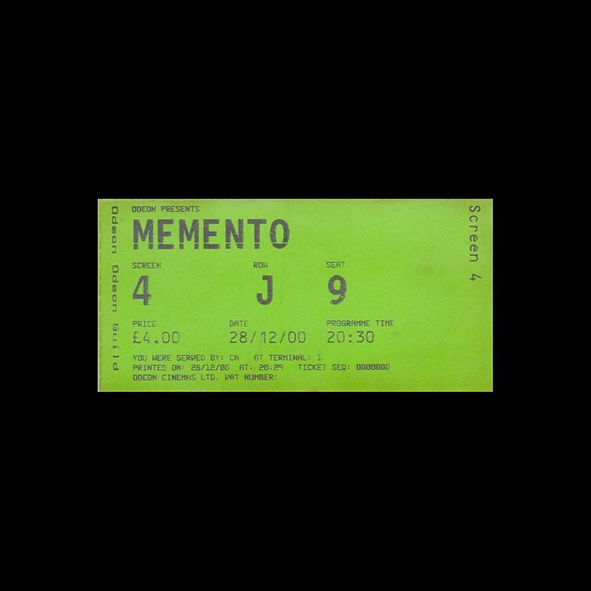 ODEON PRESENTS
MEMENTO
SCREEN ROW SEAT
4 J 9
PRICE DATE PROGRAMME TIME
£4.00 28/12/00 20:30
YOU WERE SERVED BY: CN AT TERMINAL: 1
PRINTED ON: 28/12/00 AT: 20:29 TICKET SEQ: 0000000
ODEON CINEMAS LTD. VAT NUMBER:
Screen 4
Odeon Odeon